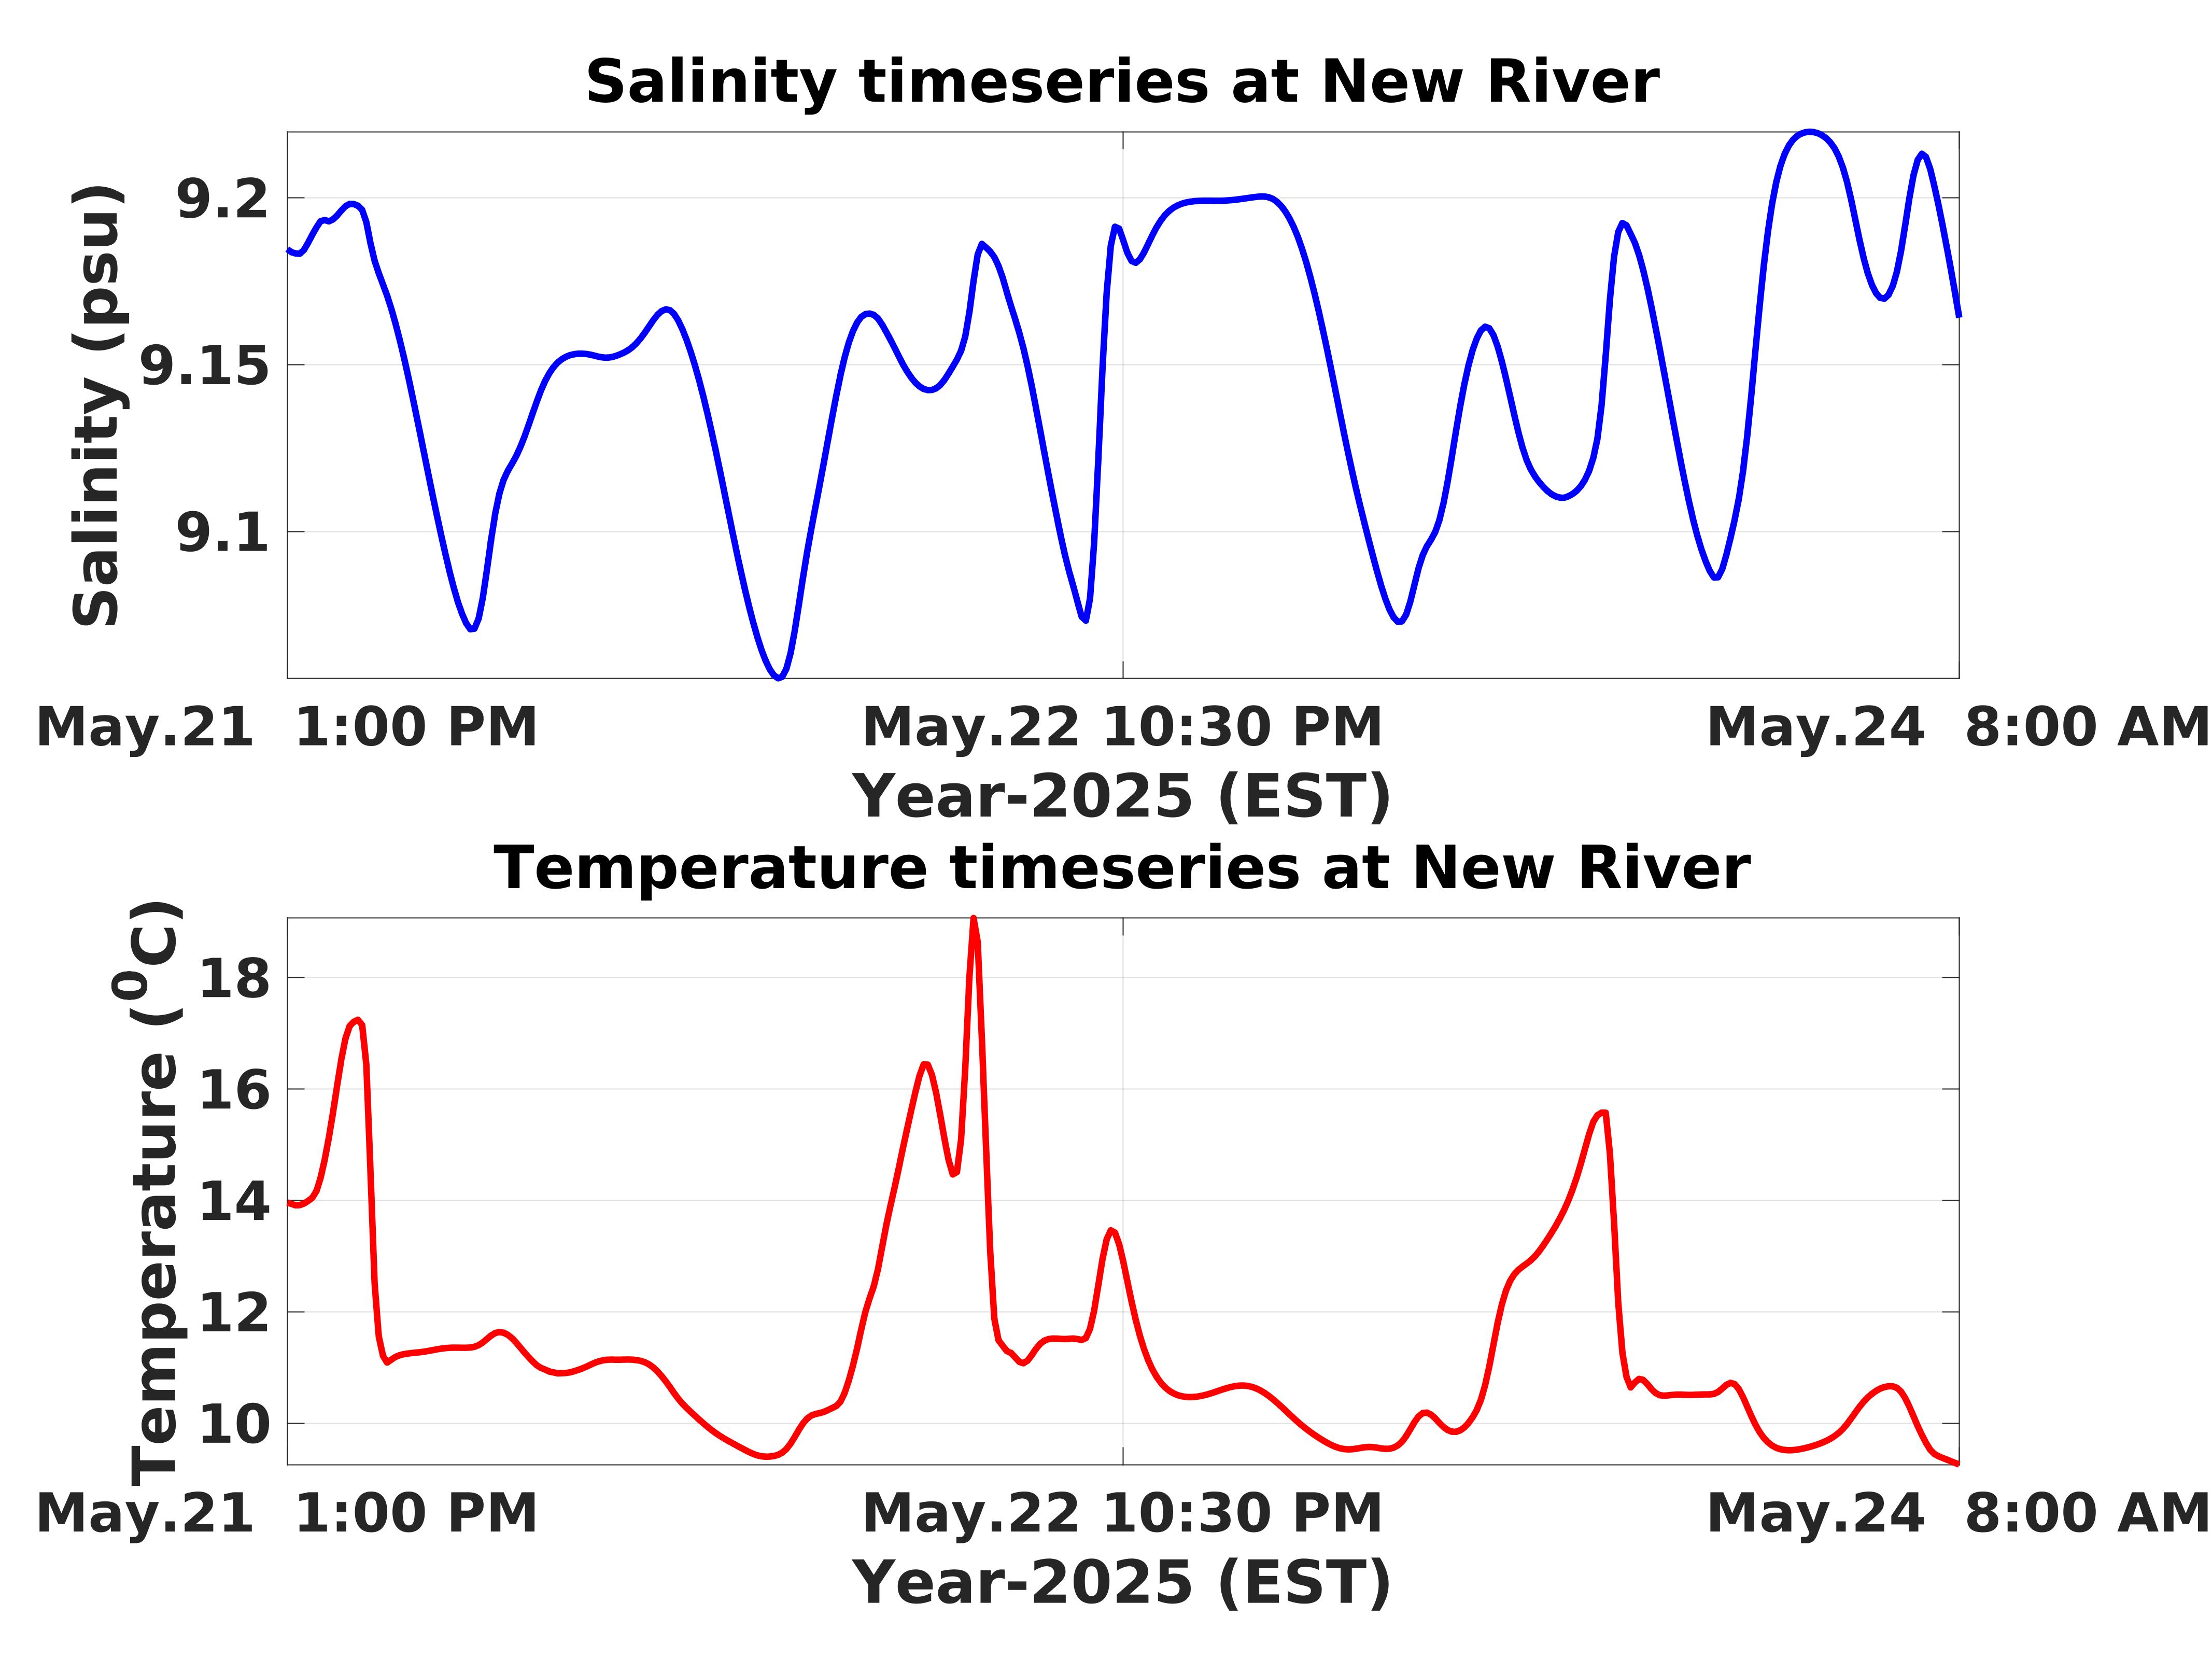 Salinity timeseries at New River
Salinity (psu)
9.2
9.15
9.1
May.21  1:00 PM
May.22 10:30 PM
May.24  8:00 AM
Year-2025 (EST)
Temperature timeseries at New River
Temperature (⁰C)
18
16
14
12
10
May.21  1:00 PM
May.22 10:30 PM
May.24  8:00 AM
Year-2025 (EST)